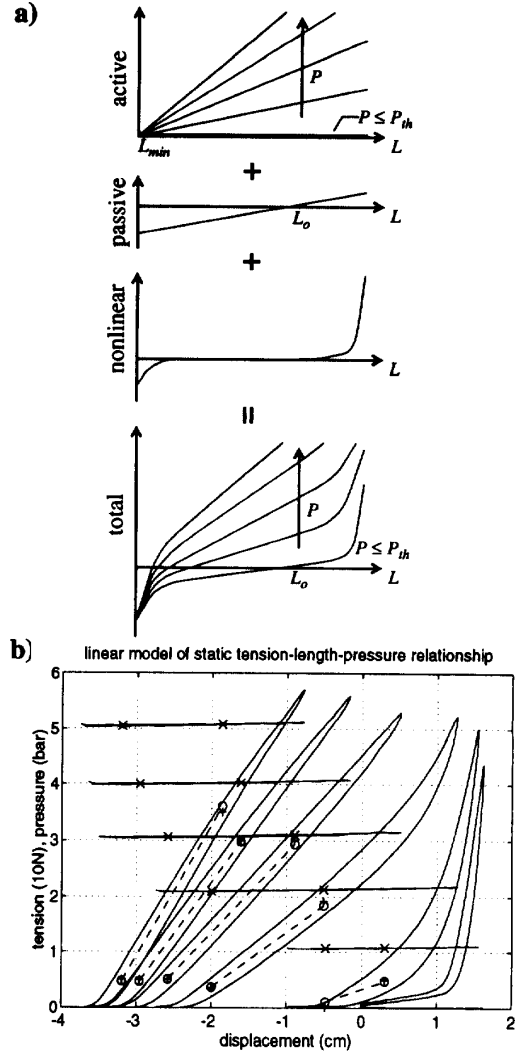 a)
active
P
P ≤ P_th
L_min
L
+
passive
L_o
L
+
nonlinear
L
=
total
P
P ≤ P_th
L_o
L
b)
linear model of static tension-length-pressure relationship
tension (10N), pressure (bar)
6
5
4
3
2
1
0
-4
-3
-2
-1
0
1
2
displacement [cm]